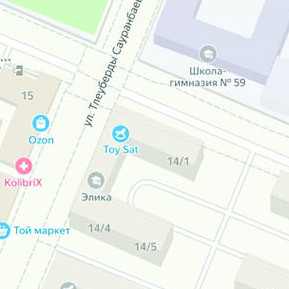 ул. Тлеуберды Сауранбаев
Школа-
гимназия № 59
15
Ozon
Toy Sat
14/1
KolibriX
Элика
Той маркет
14/4
14/5